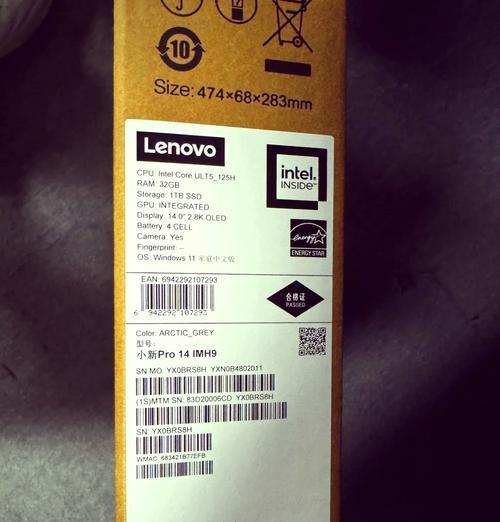 10
Size: 474×68×283mm
Lenovo
CPU: Intel Core ULT5_125H
RAM: 32GB
Storage: 1TB SSD
GPU: INTEGRATED
Display: 14.0" 2.8K OLED
Battery: 4 CELL
Camera: Yes
Fingerprint: --
OS: Windows 11 家庭中文版
intel.
INSIDE™
energy
ENERGY STAR
EAN: 6942292107293
6 942292 107293
合格证
PASSED
Color: ARCTIC_GREY
型号:
小新Pro 14 IMH9
SN MO. YX0BRS8H YXN0B4802011
(1S)MTM SN: 83D20006CD YX0BRS8H
SN: YX0BRS8H
WMAC: 683421B77EFB